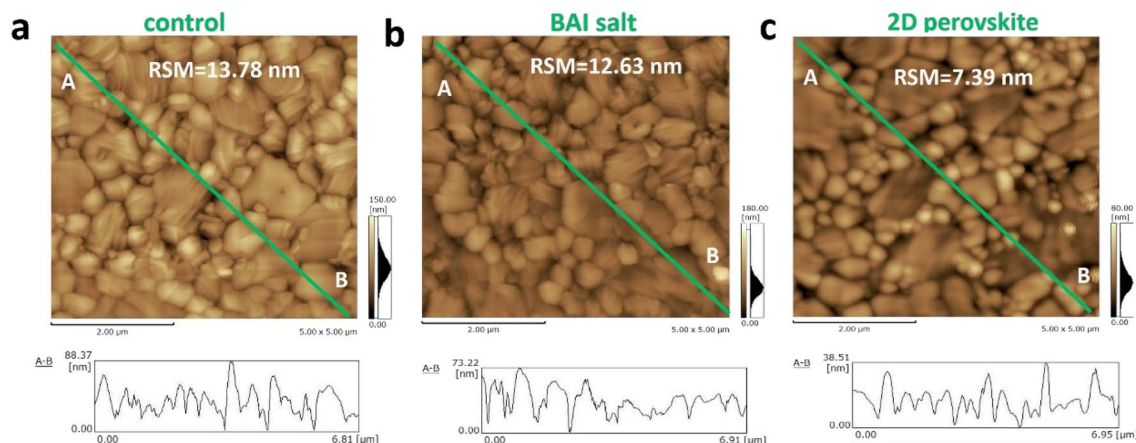 a
control
RSM=13.78 nm
A
B
150.00
[nm]
0.00
2.00 µm
5.00 x 5.00 µm
A-B
88.37
[nm]
0.00
0.00
6.81 [µm]
b
BAI salt
RSM=12.63 nm
A
B
180.00
[nm]
0.00
2.00 µm
5.00 x 5.00 µm
A-B
73.22
[nm]
0.00
0.00
6.91 [µm]
c
2D perovskite
RSM=7.39 nm
A
B
80.00
[nm]
0.00
2.00 µm
5.00 x 5.00 µm
A-B
38.51
[nm]
0.00
0.00
6.95 [µm]